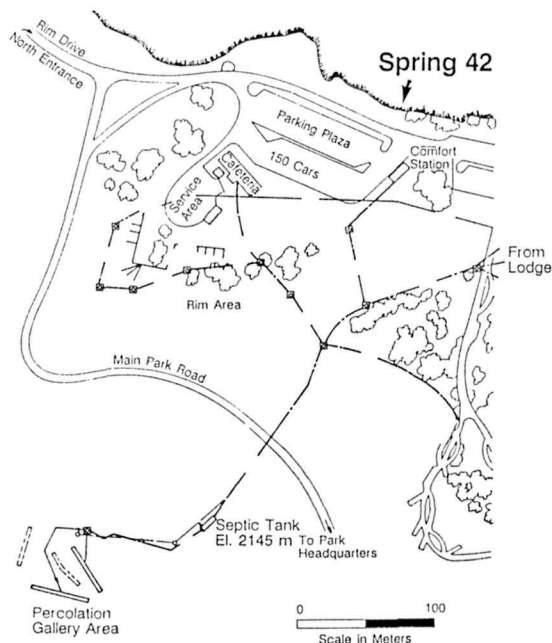 Rim Drive
North Entrance
Spring 42
Parking Plaza
150 Cars
Comfort
Station
Cafeteria
Service
Area
From
Lodge
Rim Area
Main Park Road
Septic Tank
El. 2145 m
To Park
Headquarters
Percolation
Gallery Area
0 100
Scale in Meters